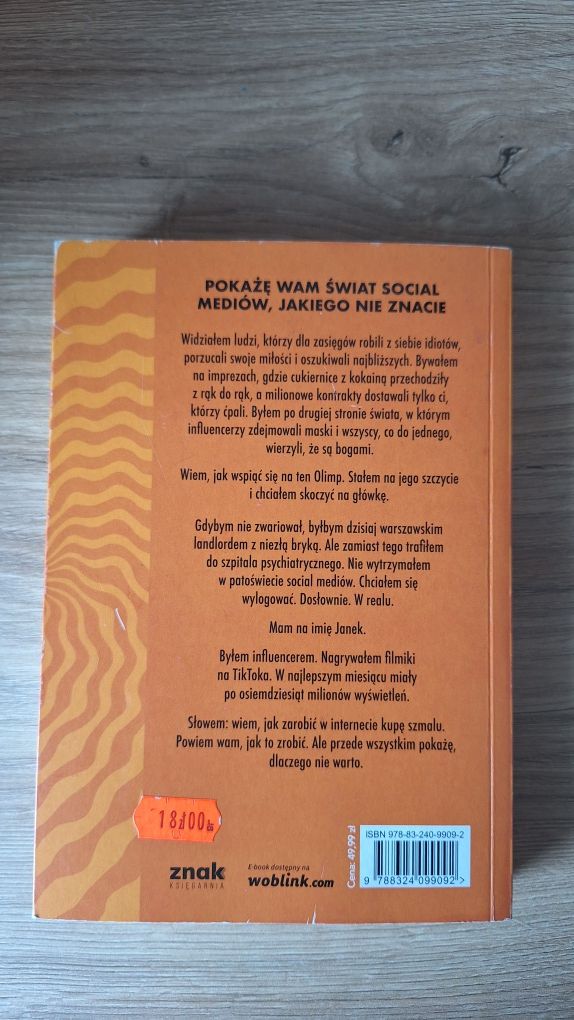 POKAŻĘ WAM ŚWIAT SOCIAL
MEDIÓW, JAKIEGO NIE ZNACIE
Widziałem ludzi, którzy dla zasięgów robili z siebie idiotów,
porzucali swoje miłości i oszukiwali najbliższych. Bywałem
na imprezach, gdzie cukiernice z kokainą przechodziły
z rąk do rąk, a milionowe kontrakty dostawali tylko ci,
którzy ćpali. Byłem po drugiej stronie świata, w którym
influencerzy zdejmowali maski i wszyscy, co do jednego,
wierzyli, że są bogami.
Wiem, jak wspiąć się na ten Olimp. Stałem na jego szczycie
i chciałem skoczyć na główkę.
Gdybym nie zwariował, byłbym dzisiaj warszawskim
landlordem z niezłą bryką. Ale zamiast tego trafiłem
do szpitala psychiatrycznego. Nie wytrzymałem
w patoświecie social mediów. Chciałem się
wylogować. Dosłownie. W realu.
Mam na imię Janek.
Byłem influencerem. Nagrywałem filmiki
na TikToka. W najlepszym miesiącu miały
po osiemdziesiąt milionów wyświetleń.
Słowem: wiem, jak zarobić w internecie kupę szmalu.
Powiem wam, jak to zrobić. Ale przede wszystkim pokażę,
dlaczego nie warto.
18zł00gr
znak
KSIĘGARNIA
E-book dostępny na
woblink.com
Cena: 49,99 zł
ISBN 978-83-240-9909-2
9 788324 099092 >